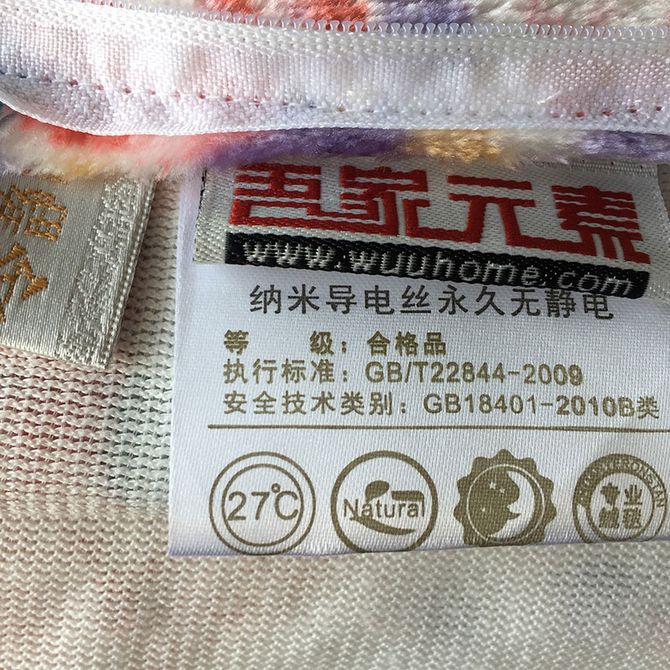 吾家元素
www.wuuhome.com
纳米导电丝永久无静电
等 级：合格品
执行标准：GB/T22844-2009
安全技术类别：GB18401-2010B类
27℃
Natural
专业